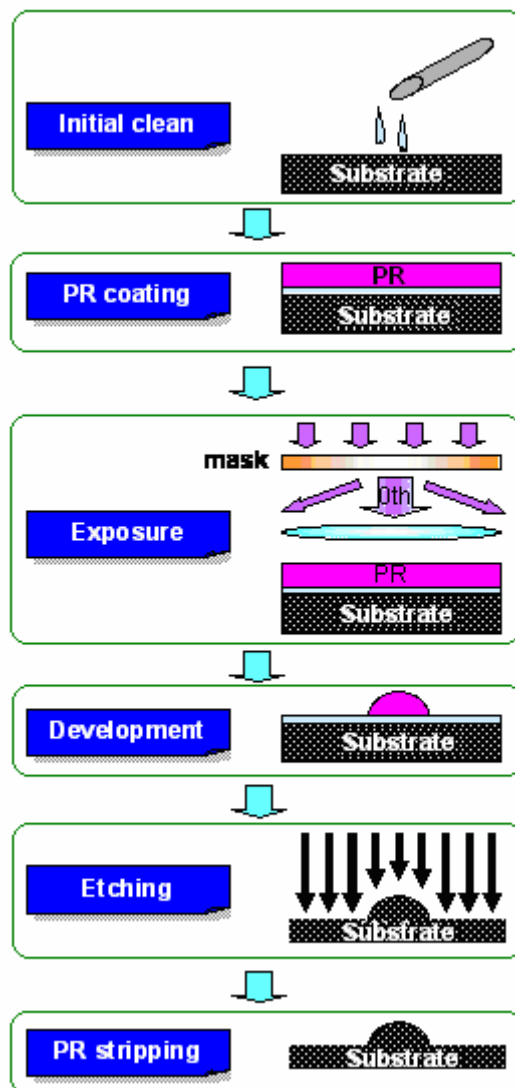 Initial clean
Substrate
PR coating
PR
Substrate
mask
0th
Exposure
PR
Substrate
Development
Substrate
Etching
Substrate
PR stripping
Substrate